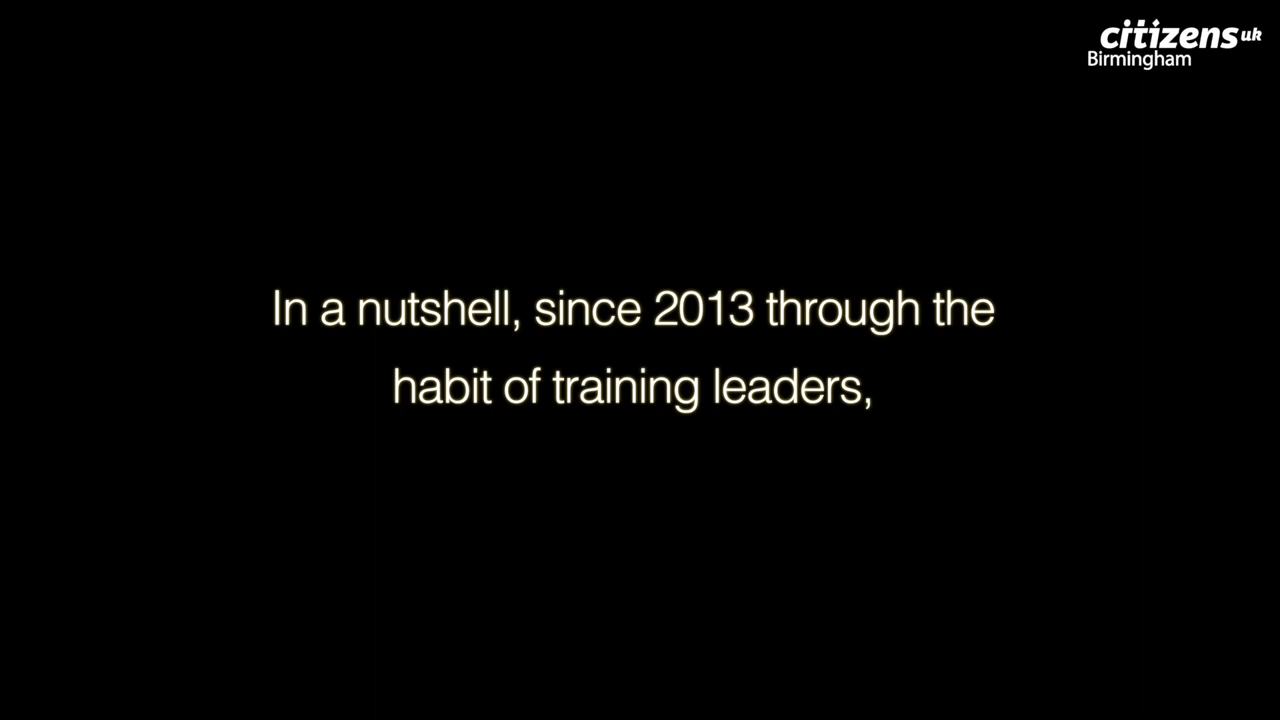 citizens uk
Birmingham
In a nutshell, since 2013 through the
habit of training leaders,